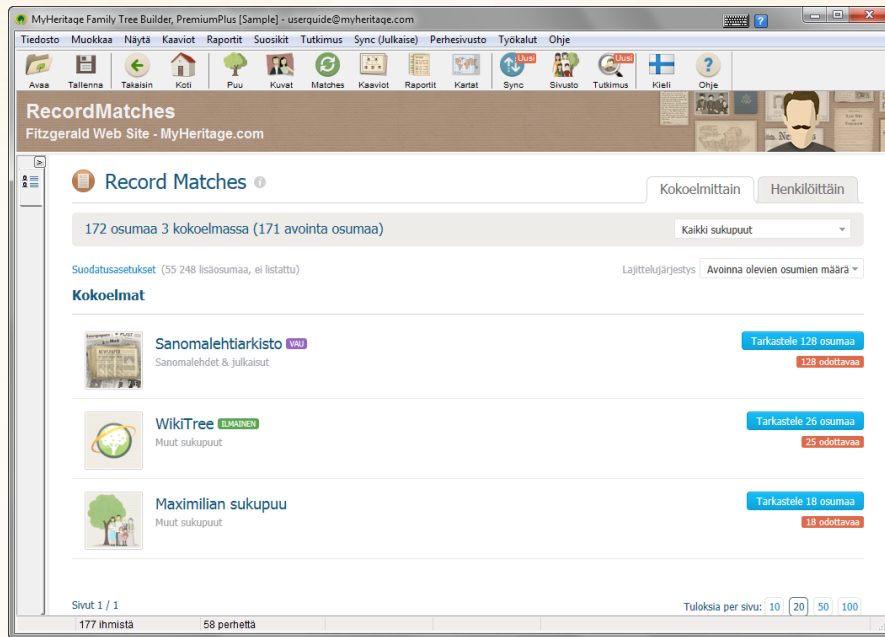 MyHeritage Family Tree Builder, PremiumPlus [Sample] - userguide@myheritage.com
Tiedosto Muokkaa Näytä Kaaviot Raportit Suosikit Tutkimus Sync (Julkaise) Perhesivusto Työkalut Ohje
Uusi Uusi
Avaa Tallenna Takaisin Koti Puu Kuvat Matches Kaaviot Raportit Kartat Sync Sivusto Tutkimus Kieli Ohje
RecordMatches
Fitzgerald Web Site - MyHeritage.com
Record Matches
Kokoelmittain Henkilöittäin
172 osumaa 3 kokoelmassa (171 avointa osumaa)
Kaikki sukupuut
Suodatusasetukset (55 248 lisäosumaa, ei listattu)
Lajittelujärjestys Avoinna olevien osumien määrä
Kokoelmat
Sanomalehtiarkisto VAU
Sanomalehdet & julkaisut
Tarkastele 128 osumaa
128 odottavaa
WikiTree ILMAINEN
Muut sukupuut
Tarkastele 26 osumaa
25 odottavaa
Maximilian sukupuu
Muut sukupuut
Tarkastele 18 osumaa
18 odottavaa
Sivut 1 / 1
Tuloksia per sivu: 10 20 50 100
177 ihmistä 58 perhettä